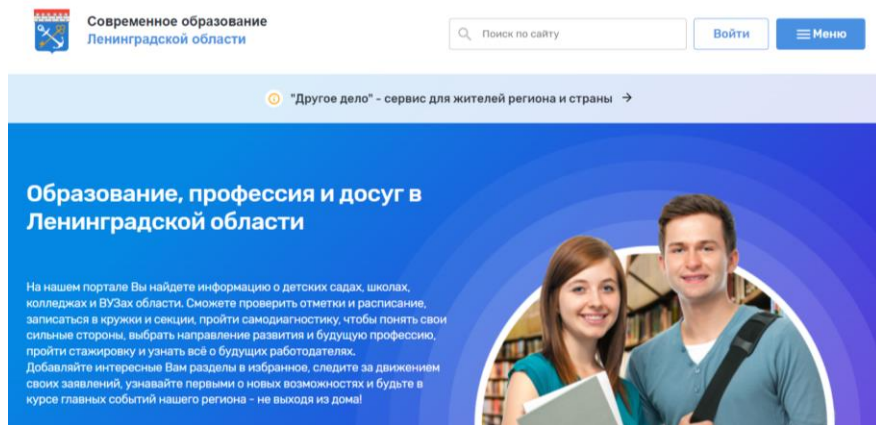 Современное образование
Ленинградской области
Поиск по сайту
Войти
Меню
"Другое дело" - сервис для жителей региона и страны →
Образование, профессия и досуг в
Ленинградской области
На нашем портале Вы найдете информацию о детских садах, школах,
колледжах и ВУЗах области. Сможете проверить отметки и расписание,
записаться в кружки и секции, пройти самодиагностику, чтобы понять свои
сильные стороны, выбрать направление развития и будущую профессию,
пройти стажировку и узнать всё о будущих работодателях.
Добавляйте интересные Вам разделы в избранное, следите за движением
своих заявлений, узнавайте первыми о новых возможностях и будьте в
курсе главных событий нашего региона - не выходя из дома!